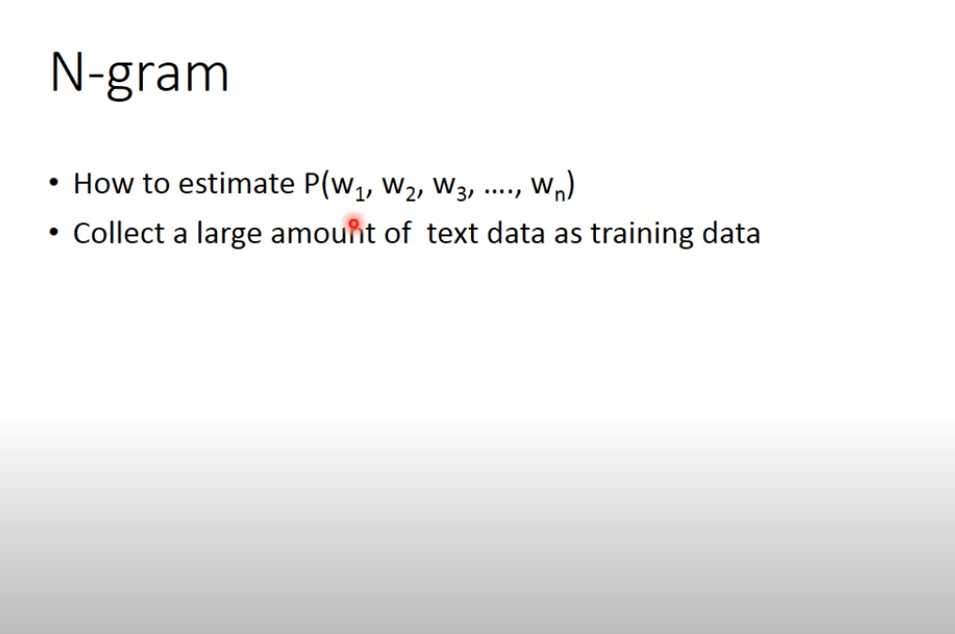 N-gram
• How to estimate P(w₁, w₂, w₃, ...., wₙ)
• Collect a large amount of  text data as training data